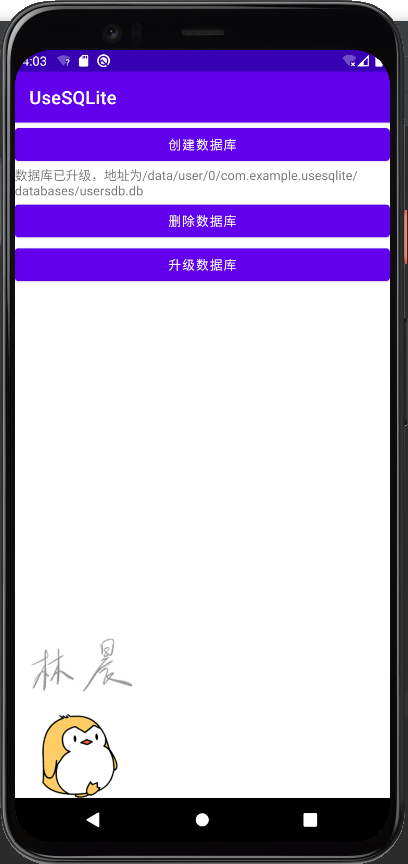 4:03
UseSQLite
创建数据库
数据库已升级，地址为/data/user/0/com.example.usesqlite/
databases/usersdb.db
删除数据库
升级数据库
林晨